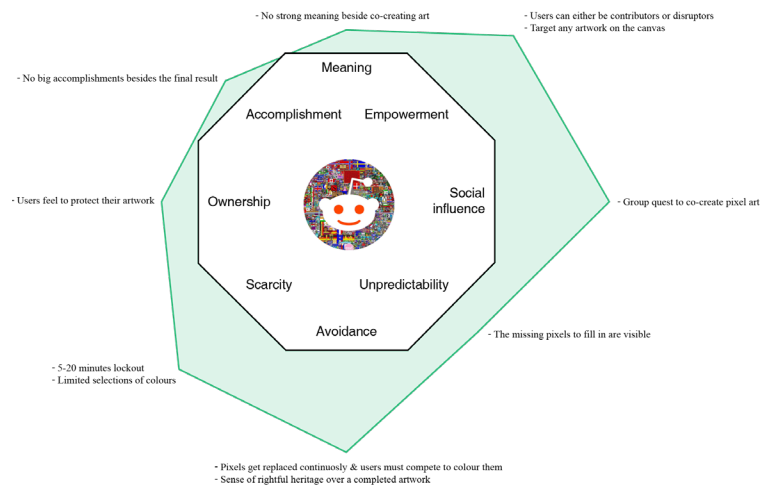 - No strong meaning beside co-creating art
- Users can either be contributors or disruptors
- Target any artwork on the canvas
- No big accomplishments besides the final result
Meaning
Accomplishment
Empowerment
- Users feel to protect their artwork
Ownership
Social
influence
- Group quest to co-create pixel art
Scarcity
Unpredictability
Avoidance
- The missing pixels to fill in are visible
- 5-20 minutes lockout
- Limited selections of colours
- Pixels get replaced continuosly & users must compete to colour them
- Sense of rightful heritage over a completed artwork